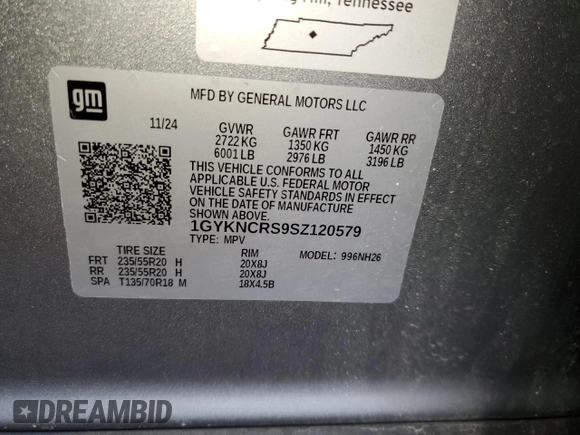 Hill, Tennessee
gm
MFD BY GENERAL MOTORS LLC
11/24 GVWR GAWR FRT GAWR RR
2722 KG 1350 KG 1450 KG
6001 LB 2976 LB 3196 LB
THIS VEHICLE CONFORMS TO ALL
APPLICABLE U.S. FEDERAL MOTOR
VEHICLE SAFETY STANDARDS IN EFFECT
ON THE DATE OF MANUFACTURE
SHOWN ABOVE.
1GYKNCRS9SZ120579
TYPE: MPV MODEL: 996NH26
TIRE SIZE RIM
FRT 235/55R20 H 20X8J
RR 235/55R20 H 20X8J
SPA T135/70R18 M 18X4.5B
DREAMBID